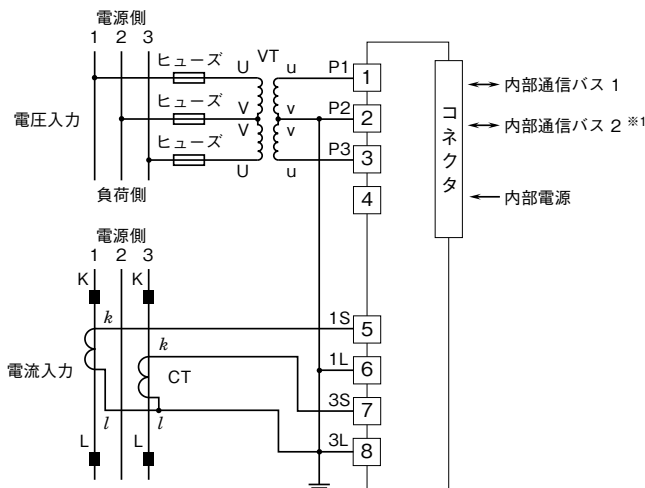 電源側
1 2 3
ヒューズ
U VT u
P1
1
ヒューズ
V v
P2
2
V v
ヒューズ
P3
3
U u
電圧入力
負荷側
4
コネクタ
内部通信バス 1
内部通信バス 2 ※1
内部電源
電源側
1 2 3
K K
k
1S
5
k
1L
6
電流入力
CT
3S
7
l l
3L
8
L L